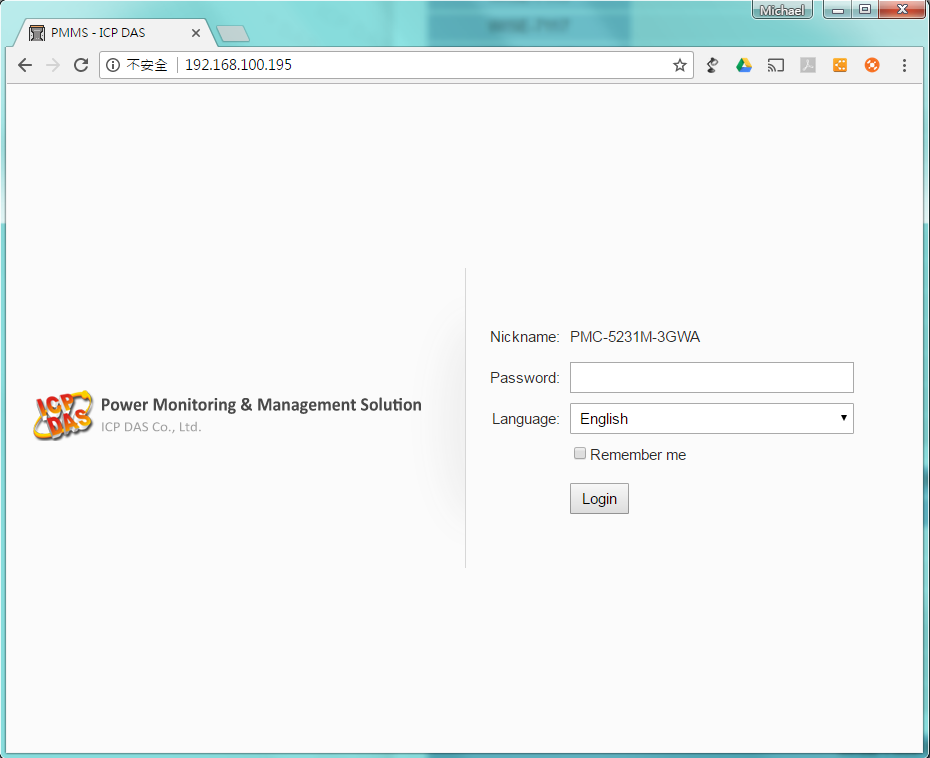 Michael
PMMS - ICP DAS
不安全 192.168.100.195
Nickname: PMC-5231M-3GWA
Password:
Language: English
Remember me
Login
ICP DAS
Power Monitoring & Management Solution
ICP DAS Co., Ltd.